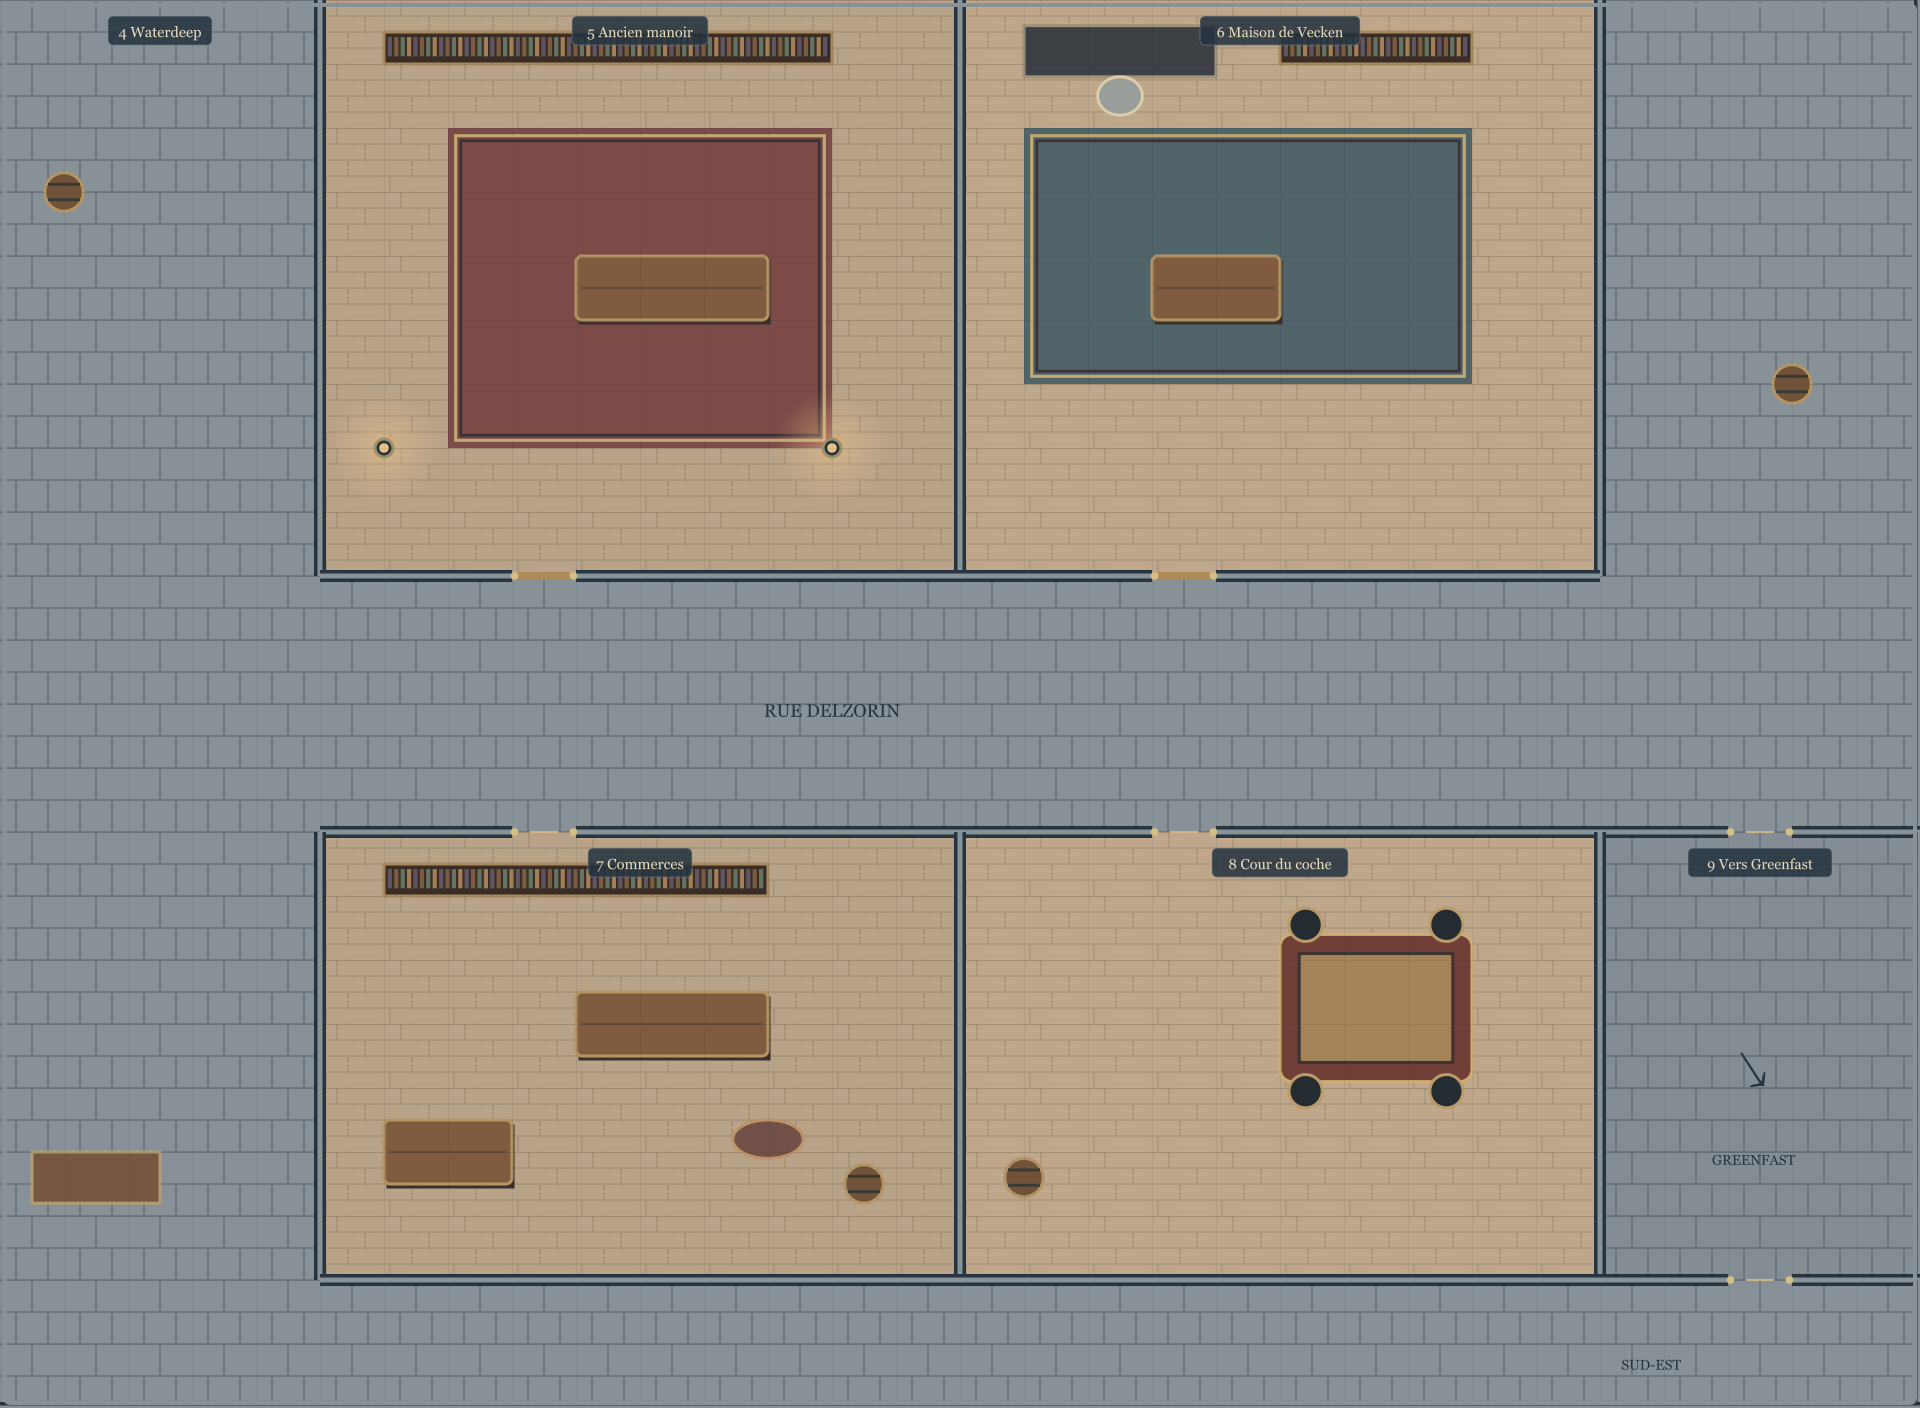 4 Waterdeep
5 Ancien manoir
6 Maison de Vecken
RUE DELZORIN
7 Commerces
8 Cour du coche
9 Vers Greenfast
GREENFAST
SUD-EST